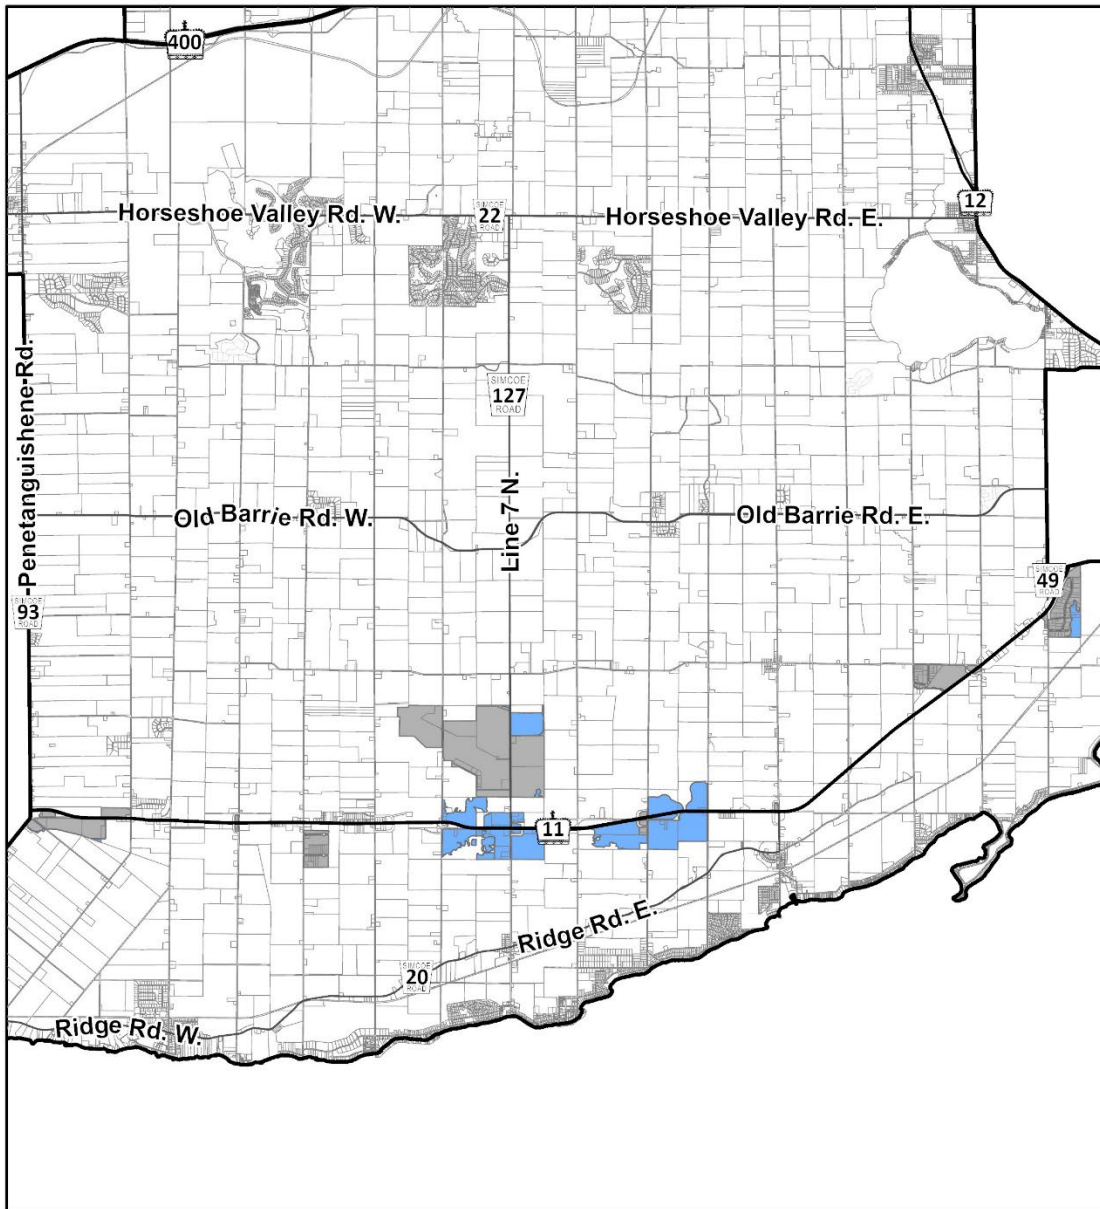 400
12
Horseshoe Valley Rd. W.
SIMCOE
22
ROAD
Horseshoe Valley Rd. E.
Penetanguishene Rd.
SIMCOE
127
ROAD
Line 7 N.
Old Barrie Rd. W.
Old Barrie Rd. E.
SIMCOE
93
ROAD
SIMCOE
49
ROAD
11
Ridge Rd. E.
SIMCOE
20
ROAD
Ridge Rd. W.